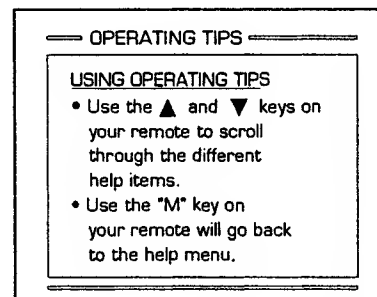 OPERATING TIPS
USING OPERATING TIPS
• Use the ▲ and ▼ keys on
your remote to scroll
through the different
help items.
• Use the "M" key on
your remote will go back
to the help menu.